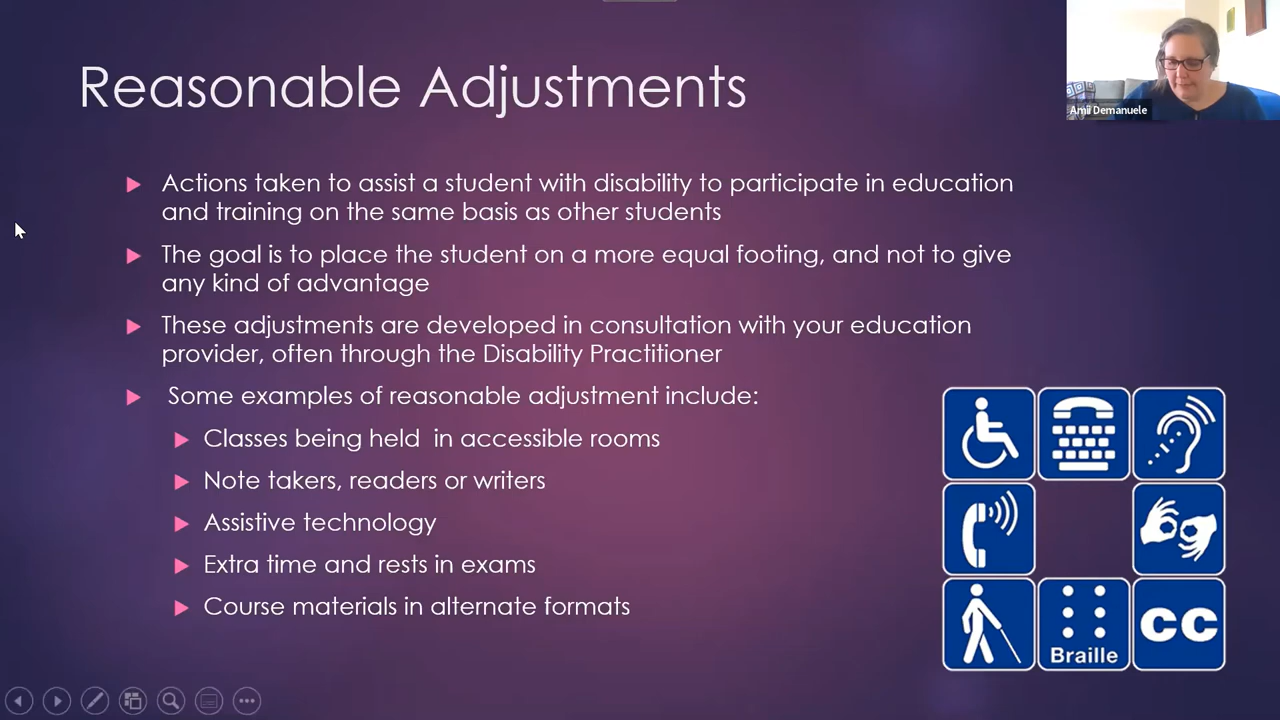 Reasonable Adjustments
Amii Demanuele
Actions taken to assist a student with disability to participate in education
and training on the same basis as other students
The goal is to place the student on a more equal footing, and not to give
any kind of advantage
These adjustments are developed in consultation with your education
provider, often through the Disability Practitioner
Some examples of reasonable adjustment include:
Classes being held in accessible rooms
Note takers, readers or writers
Assistive technology
Extra time and rests in exams
Course materials in alternate formats
Braille
CC